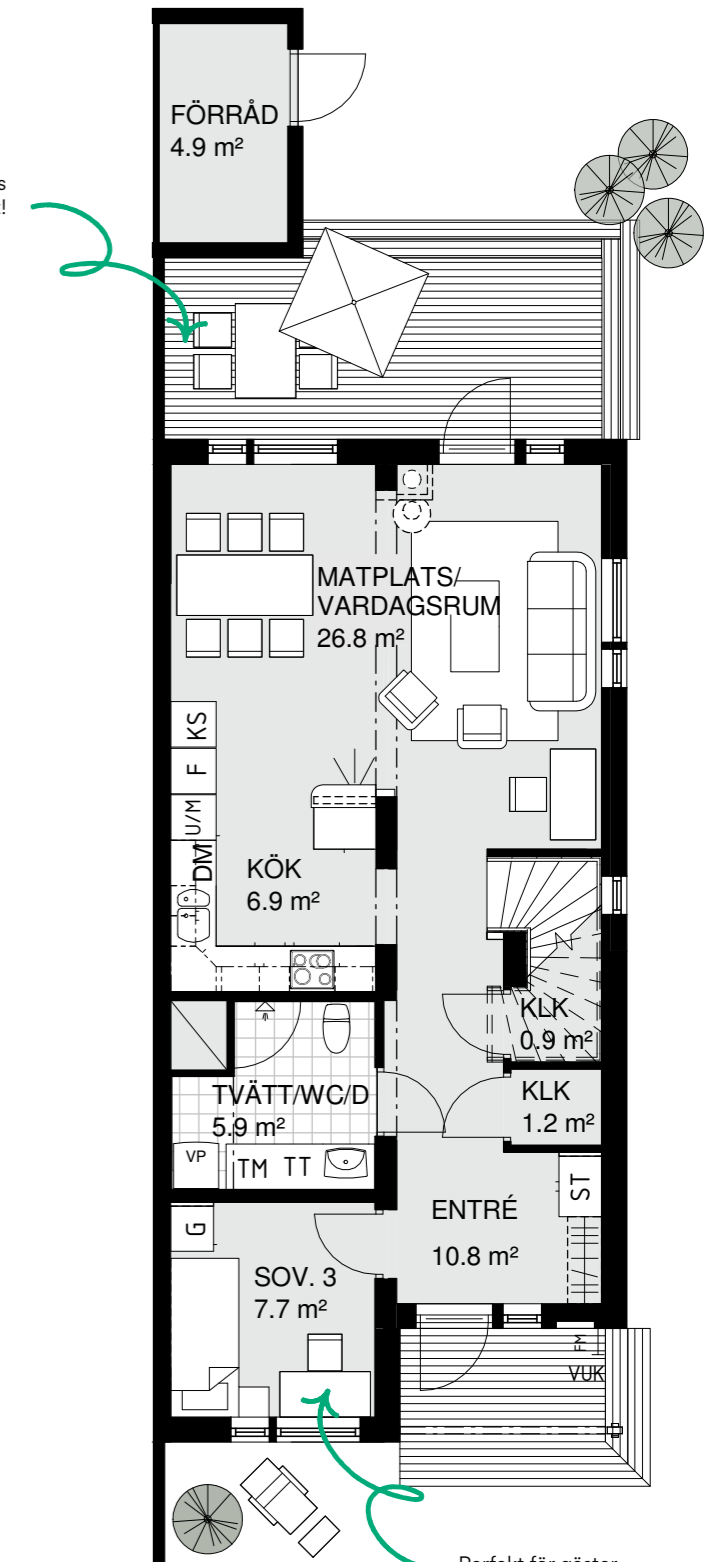 FÖRRÅD
4.9 m²
s
!
MATPLATS/
VARDAGSRUM
26.8 m²
KS
F
U/M
DM
KÖK
6.9 m²
KLK
0.9 m²
KLK
1.2 m²
TVÄTT/WC/D
5.9 m²
VP
TM
TT
ST
G
ENTRÉ
10.8 m²
SOV. 3
7.7 m²
FM
VUK